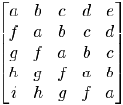 a b c d e
f a b c d
g f a b c
h g f a b
i h g f a